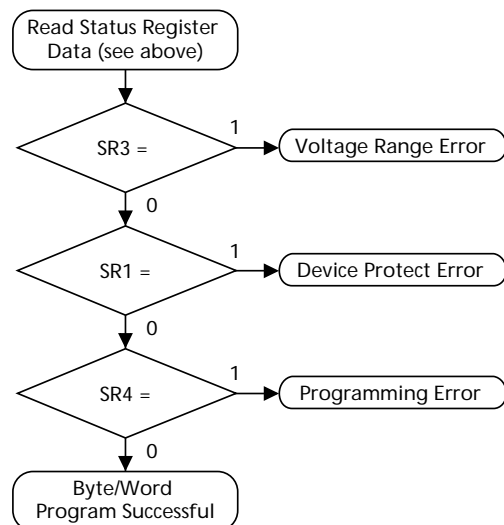 Read Status Register
Data (see above)
SR3 =
1
Voltage Range Error
0
SR1 =
1
Device Protect Error
0
SR4 =
1
Programming Error
0
Byte/Word
Program Successful